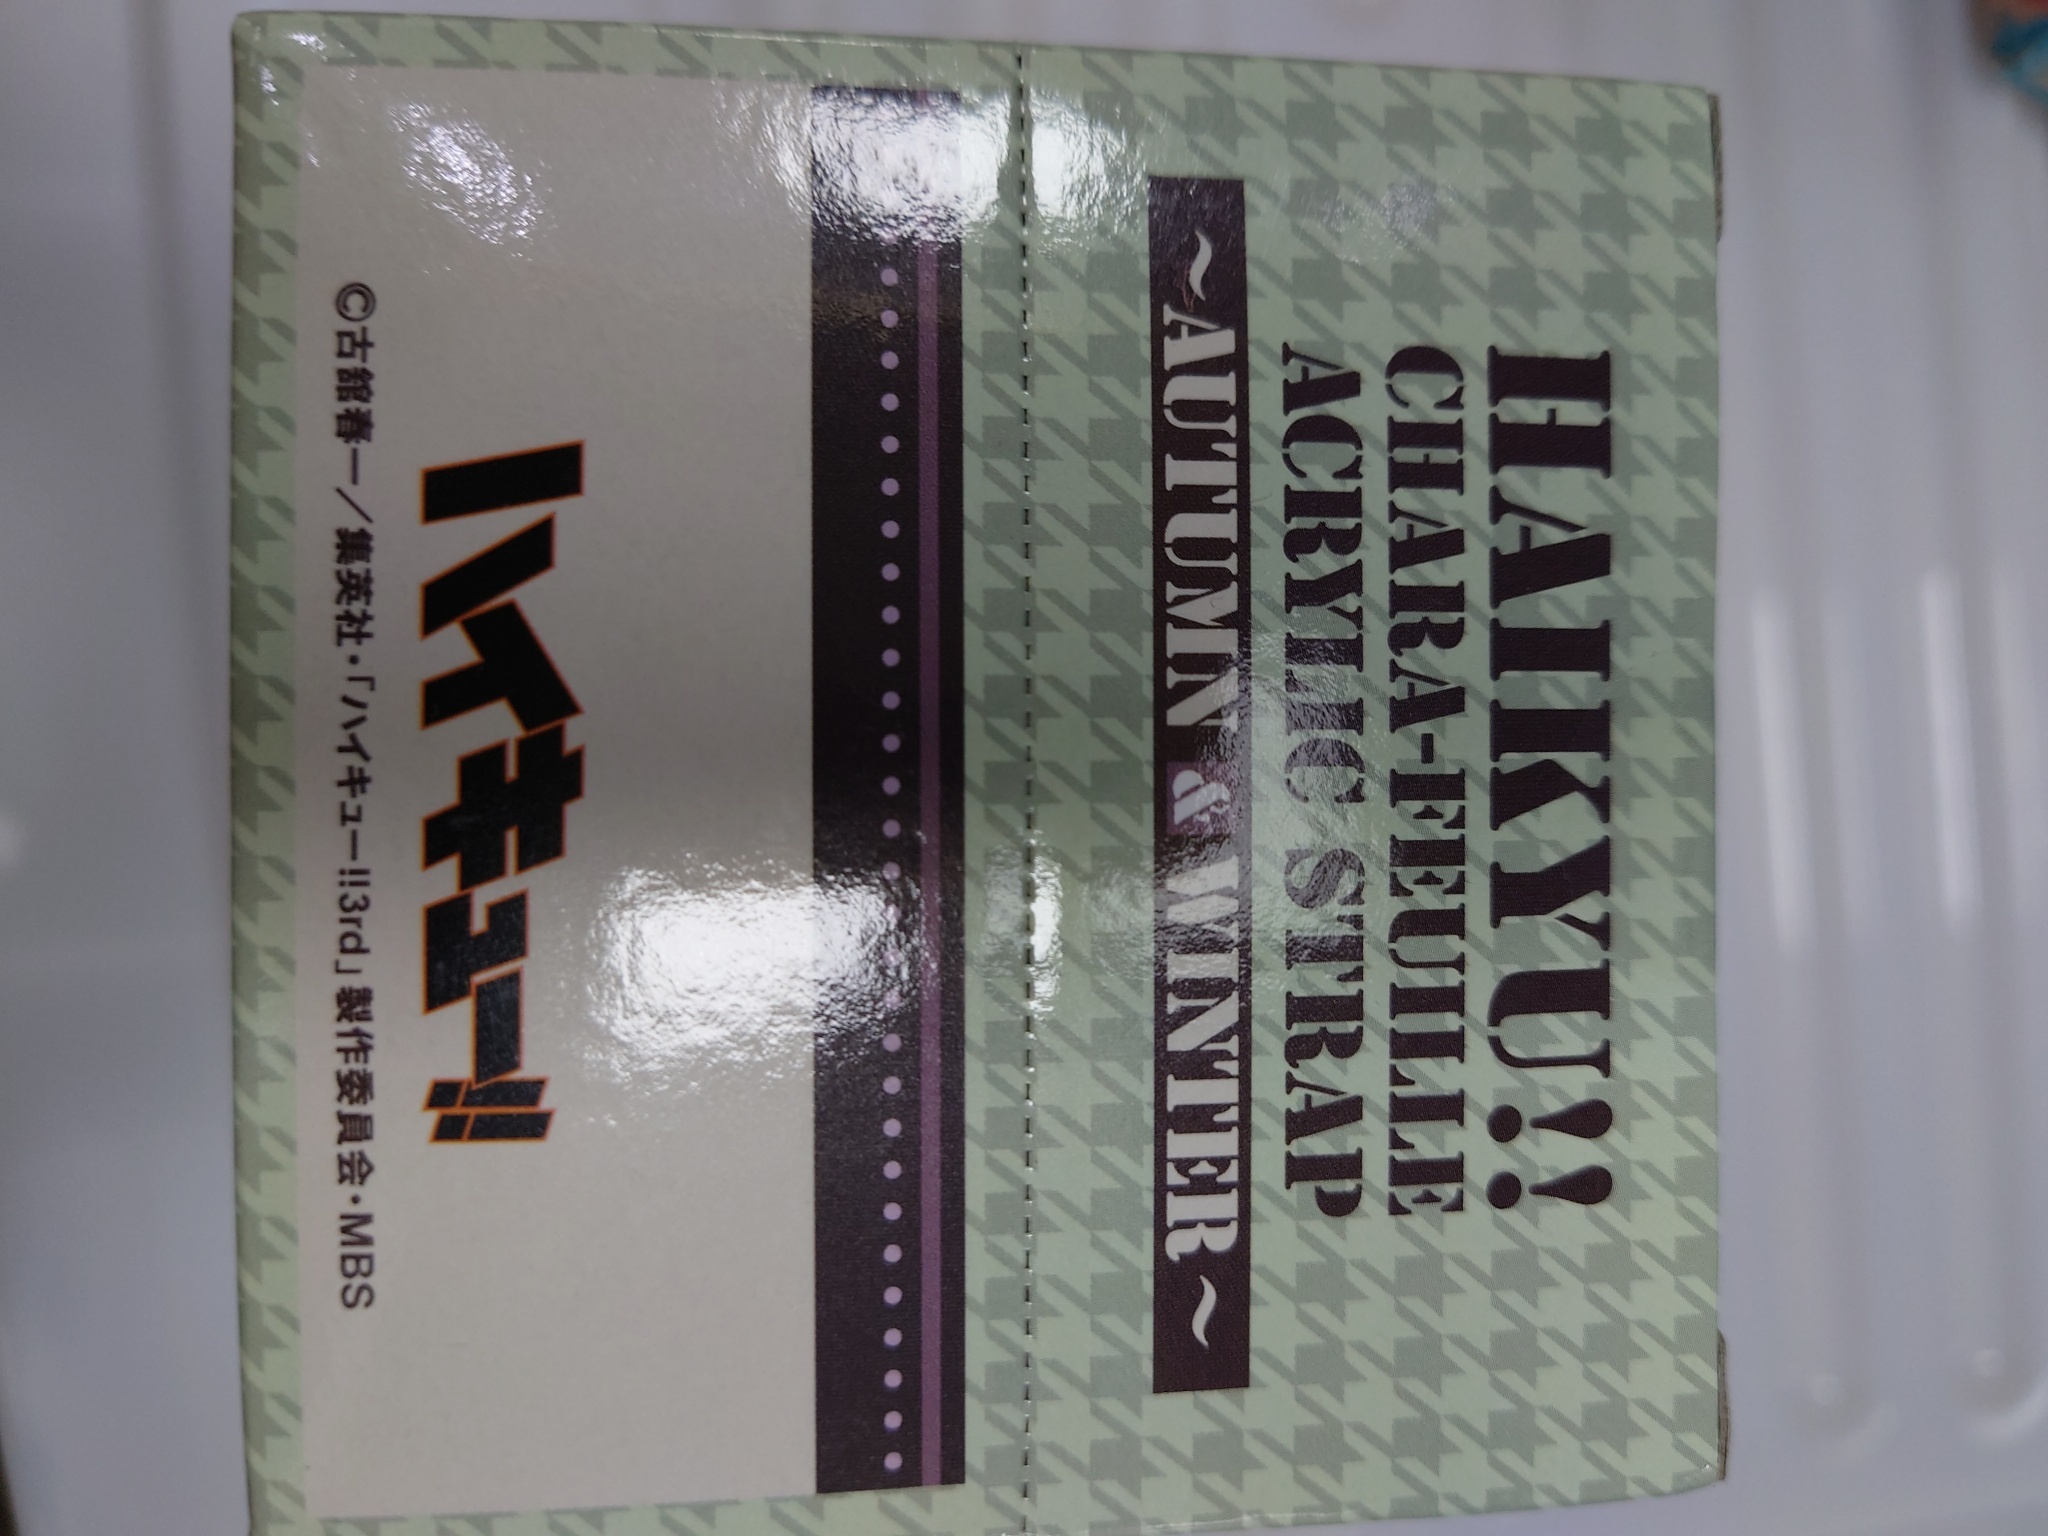 HAIKYU!!
CHARA-FEUILLE
ACRYLIC STRAP
~AUTUMN & WINTER~
ハイキュー!!
©古舘春一／集英社・「ハイキュー!!3rd」製作委員会・MBS